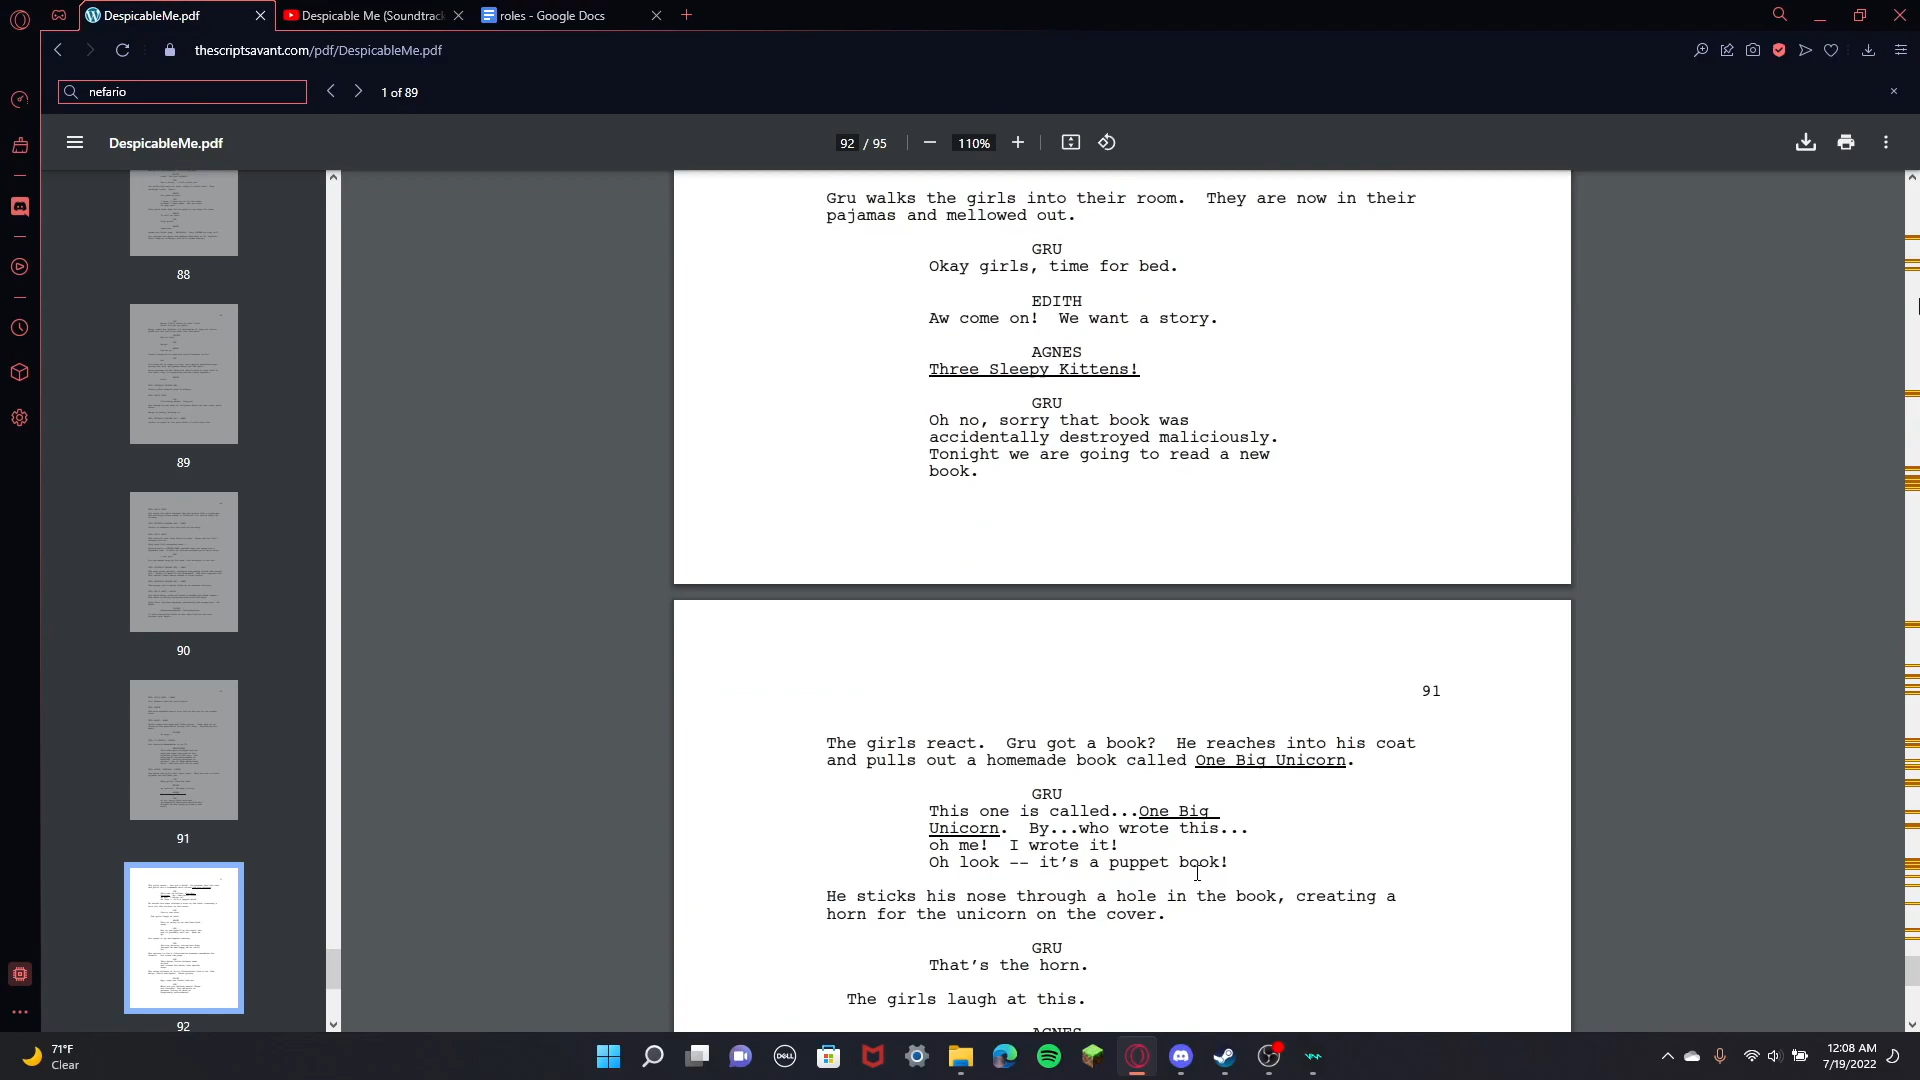 DespicableMe.pdf
Despicable Me (Soundtrac
roles - Google Docs
thescriptsavant.com/pdf/DespicableMe.pdf
nefario
1 of 89
DespicableMe.pdf
92 / 95
110%
88
89
90
91
92
Gru walks the girls into their room. They are now in their
pajamas and mellowed out.
GRU
Okay girls, time for bed.
EDITH
Aw come on! We want a story.
AGNES
Three Sleepy Kittens!
GRU
Oh no, sorry that book was
accidentally destroyed maliciously.
Tonight we are going to read a new
book.
91
The girls react. Gru got a book? He reaches into his coat
and pulls out a homemade book called One Big Unicorn.
GRU
This one is called...One Big
Unicorn. By...who wrote this...
oh me! I wrote it!
Oh look -- it's a puppet book!
He sticks his nose through a hole in the book, creating a
horn for the unicorn on the cover.
GRU
That's the horn.
The girls laugh at this.
AGNES
71°F
Clear
DELL
12:08 AM
7/19/2022